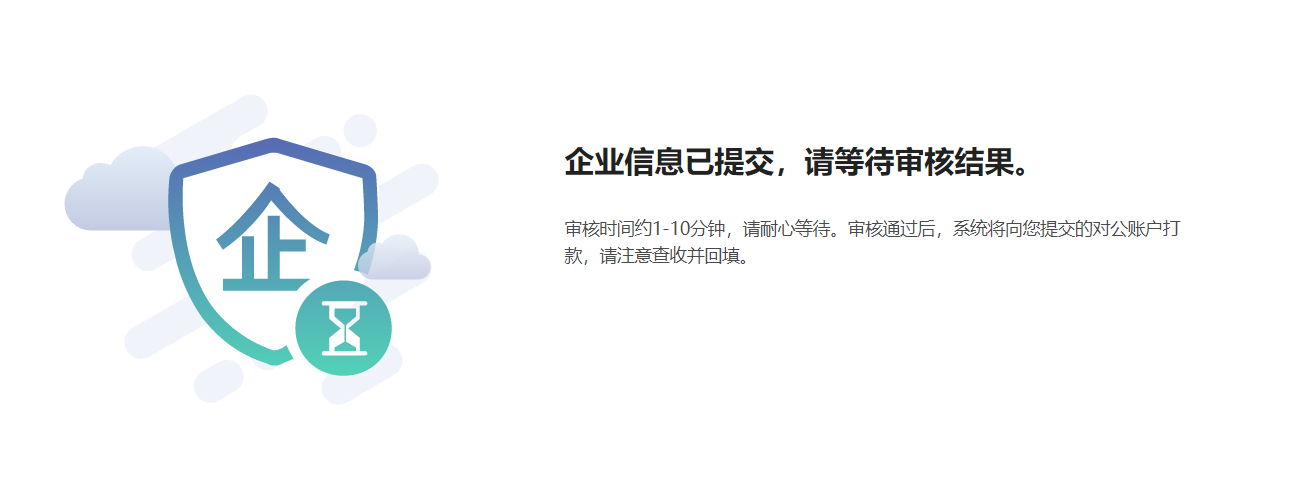 企
企业信息已提交，请等待审核结果。
审核时间约1-10分钟，请耐心等待。审核通过后，系统将向您提交的对公账户打
款，请注意查收并回填。